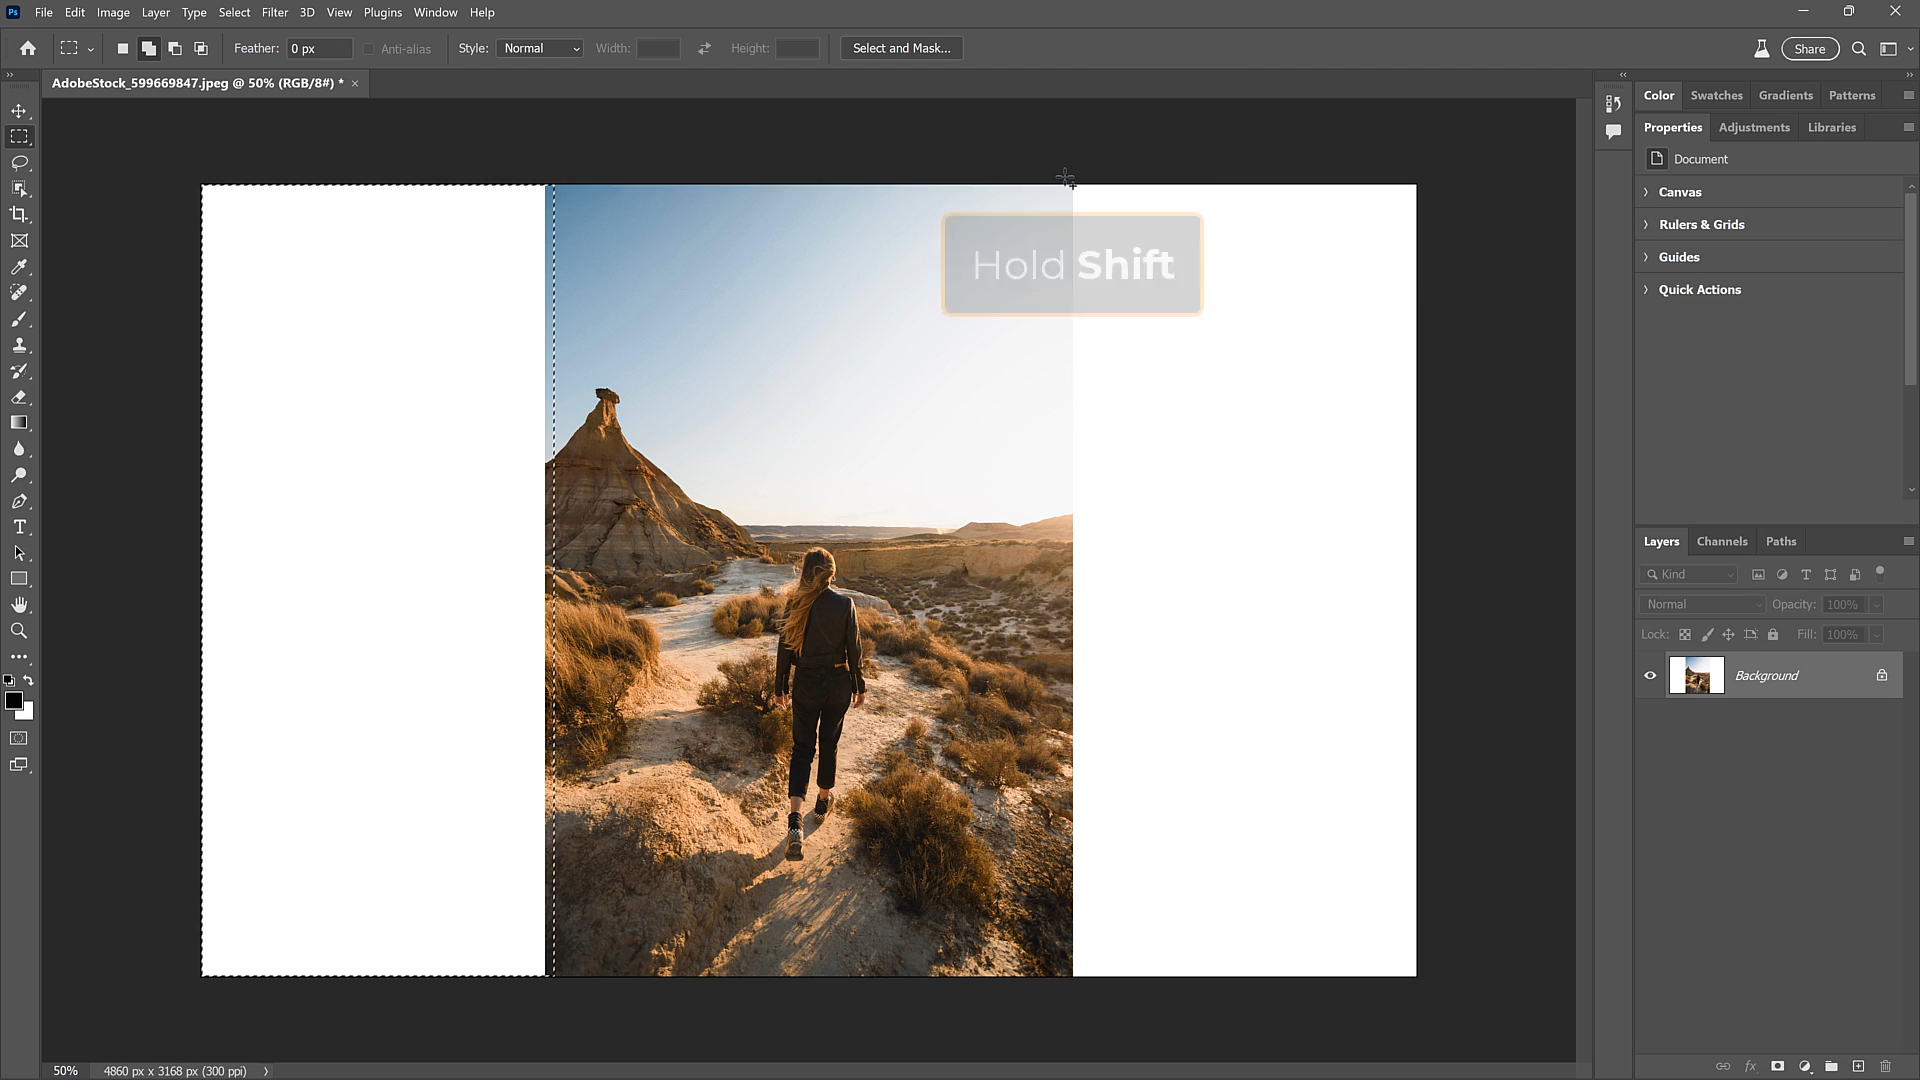 Ps File Edit Image Layer Type Select Filter 3D View Plugins Window Help
Feather: 0 px Anti-alias Style: Normal Width: Height: Select and Mask... Share
AdobeStock_599669847.jpeg @ 50% (RGB/8#) *
Color Swatches Gradients Patterns
Properties Adjustments Libraries
Document
Canvas
Rulers & Grids
Guides
Quick Actions
Hold Shift
Layers Channels Paths
Kind
Normal Opacity: 100%
Lock: Fill: 100%
Background
50% 4860 px x 3168 px (300 ppi)